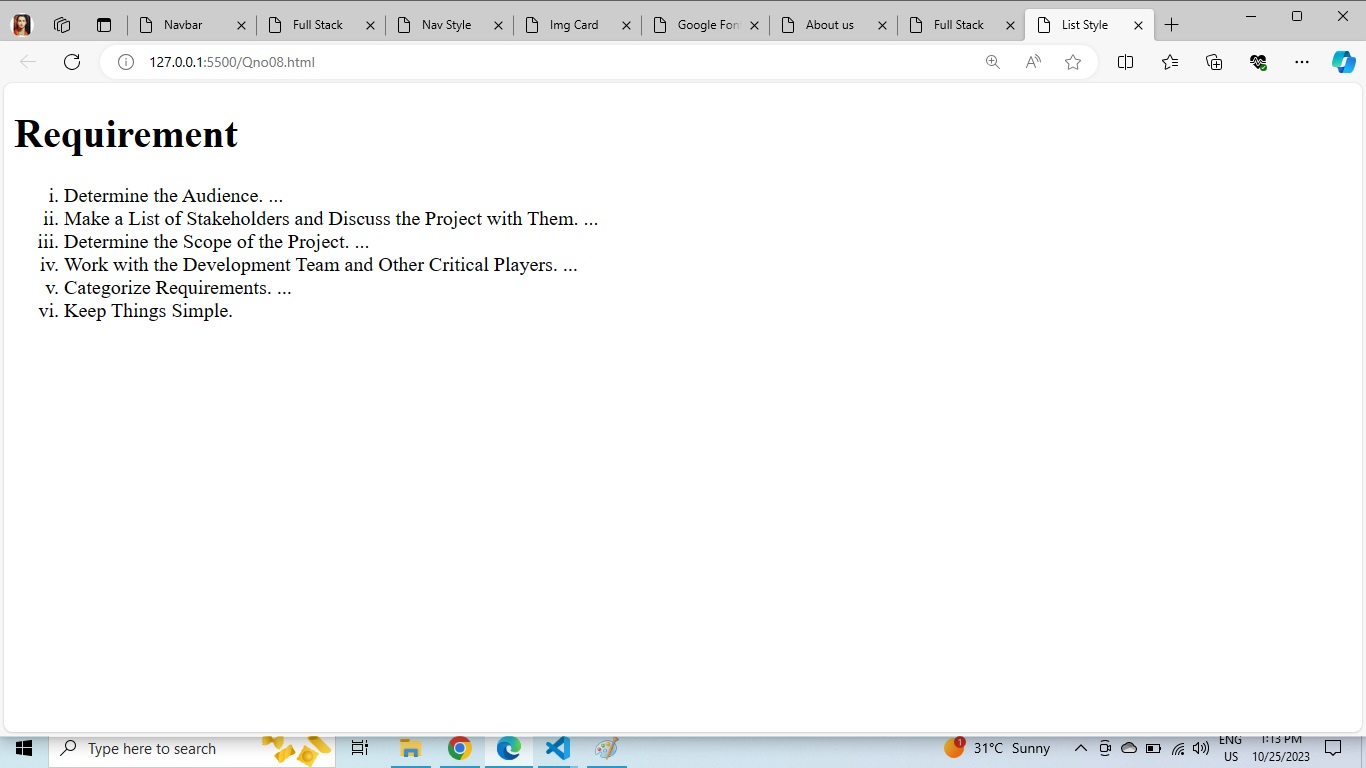 Navbar
Full Stack
Nav Style
Img Card
Google Fon
About us
Full Stack
List Style
127.0.0.1:5500/Qno08.html
Requirement
i. Determine the Audience. ...
ii. Make a List of Stakeholders and Discuss the Project with Them. ...
iii. Determine the Scope of the Project. ...
iv. Work with the Development Team and Other Critical Players. ...
v. Categorize Requirements. ...
vi. Keep Things Simple.
Type here to search
1
31°C Sunny
ENG
US
1:13 PM
10/25/2023